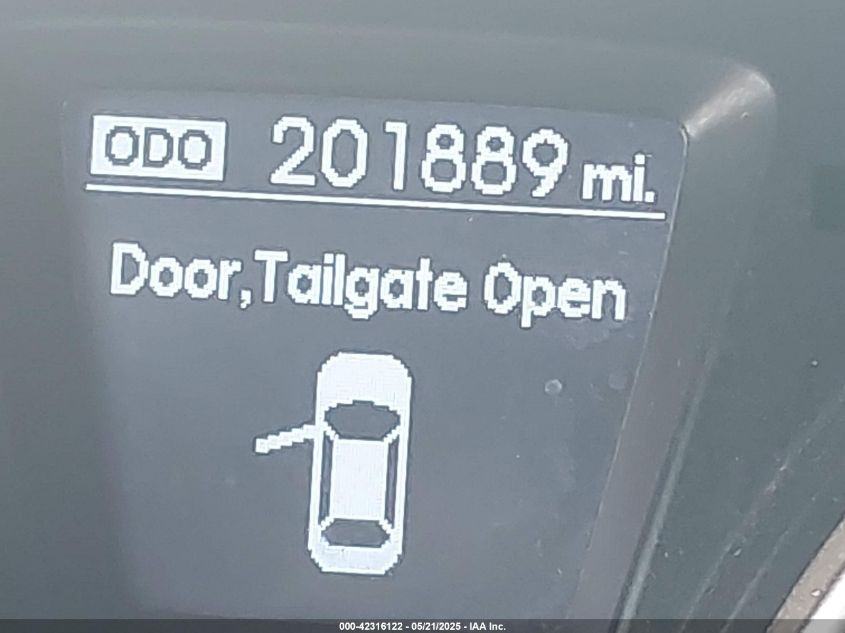 ODO 201889 mi.
Door,Tailgate Open
000-42316122 - 05/21/2025 - IAA Inc.